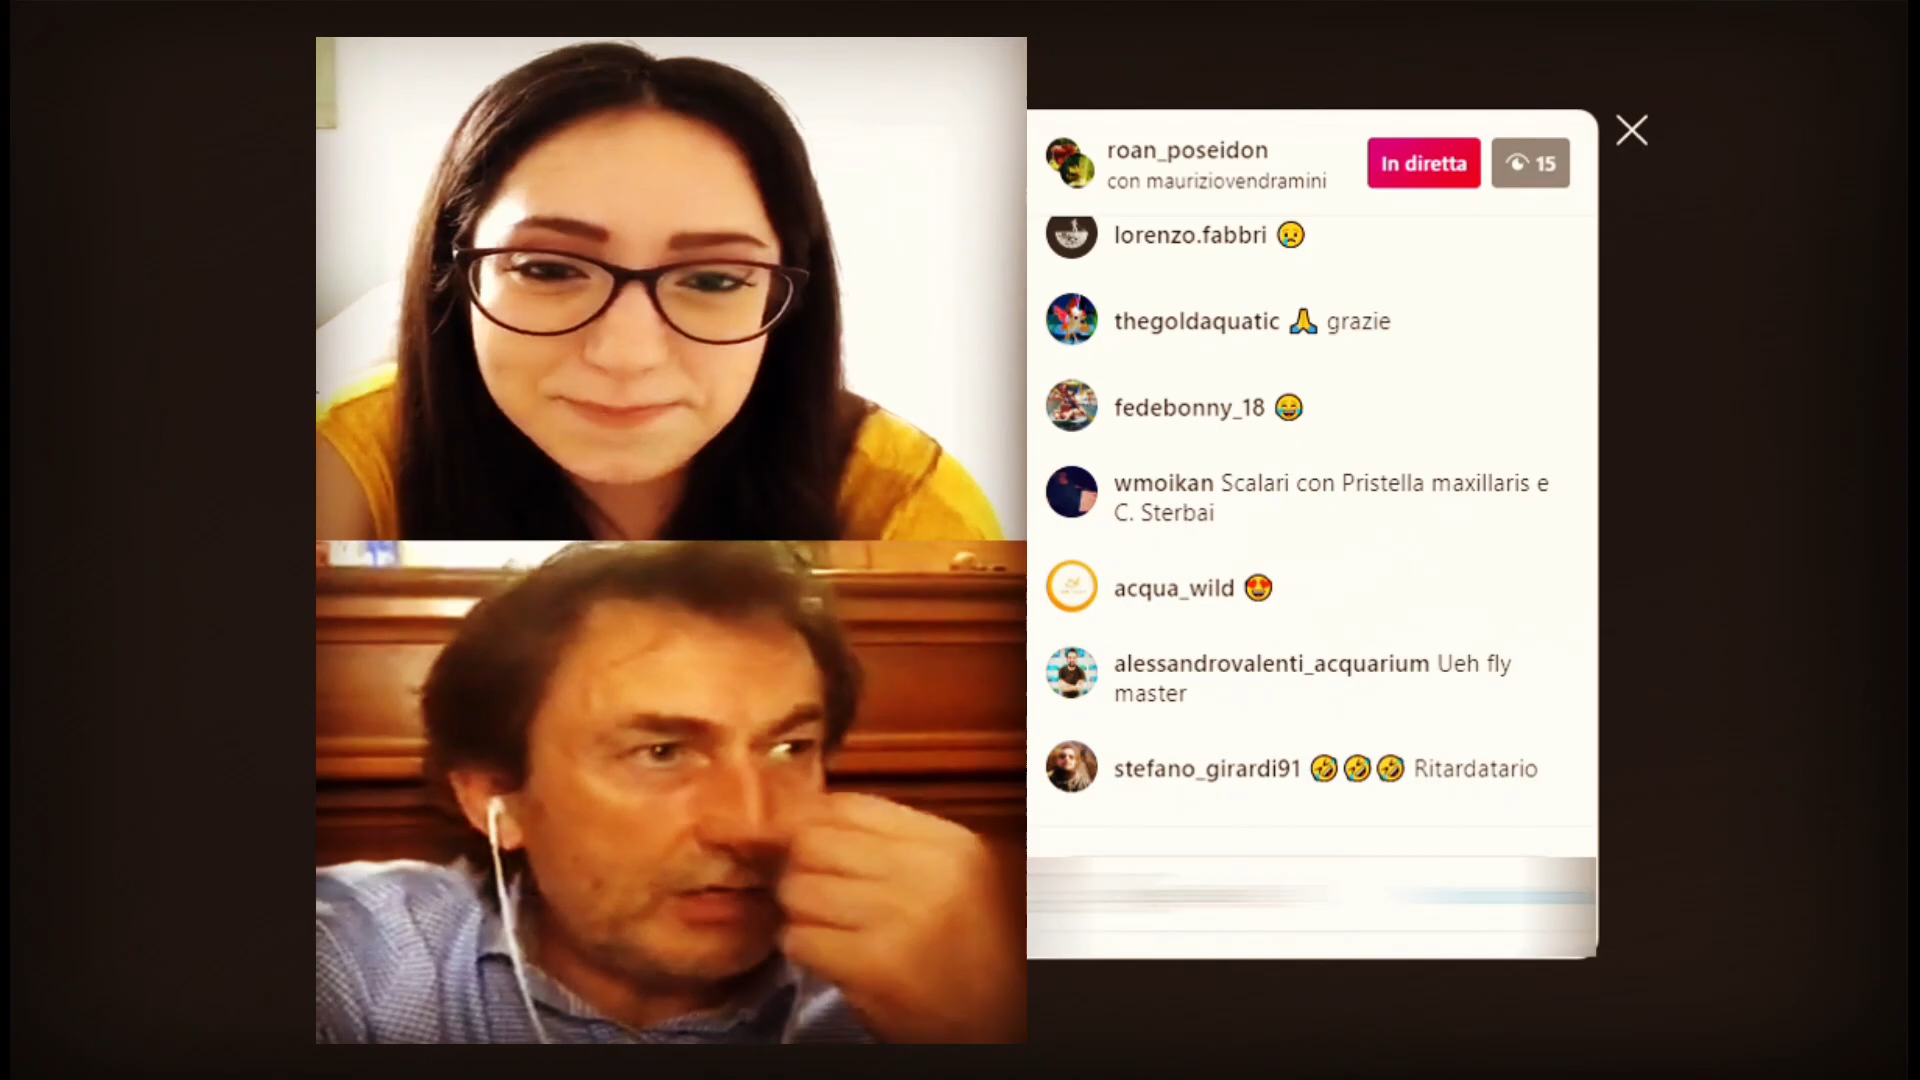 roan_poseidon
con mauriziovendramini
In diretta
15
lorenzo.fabbri 😢
thegoldaquatic 🙏 grazie
fedebonny_18 😂
wmoikan Scalari con Pristella maxillaris e
C. Sterbai
acqua_wild 😍
alessandrovalenti_acquarium Ueh fly
master
stefano_girardi91 🤣🤣🤣 Ritardatario